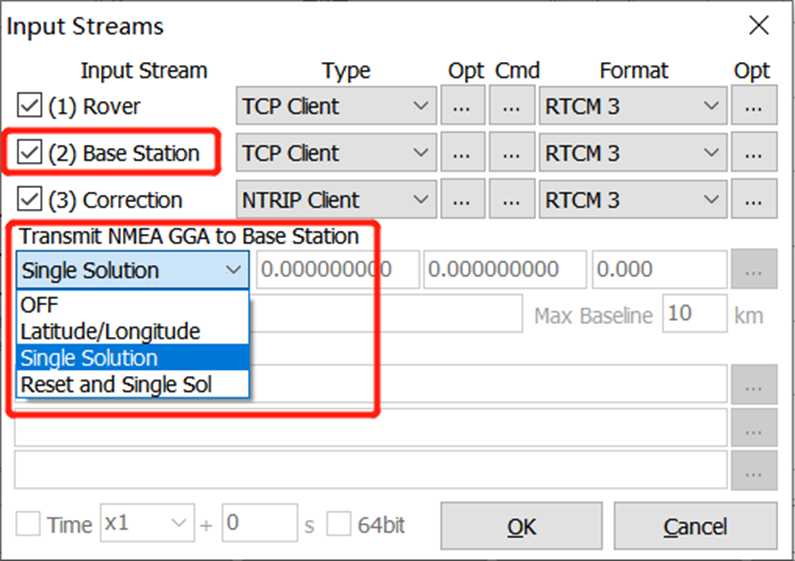 Input Streams
Input Stream Type Opt Cmd Format Opt
(1) Rover TCP Client ... ... RTCM 3 ...
(2) Base Station TCP Client ... ... RTCM 3 ...
(3) Correction NTRIP Client ... ... RTCM 3 ...
Transmit NMEA GGA to Base Station
Single Solution 0.000000000 0.000000000 0.000 ...
OFF
Latitude/Longitude Max Baseline 10 km
Single Solution
Reset and Single Sol ...
...
...
Time x1 + 0 s 64bit OK Cancel